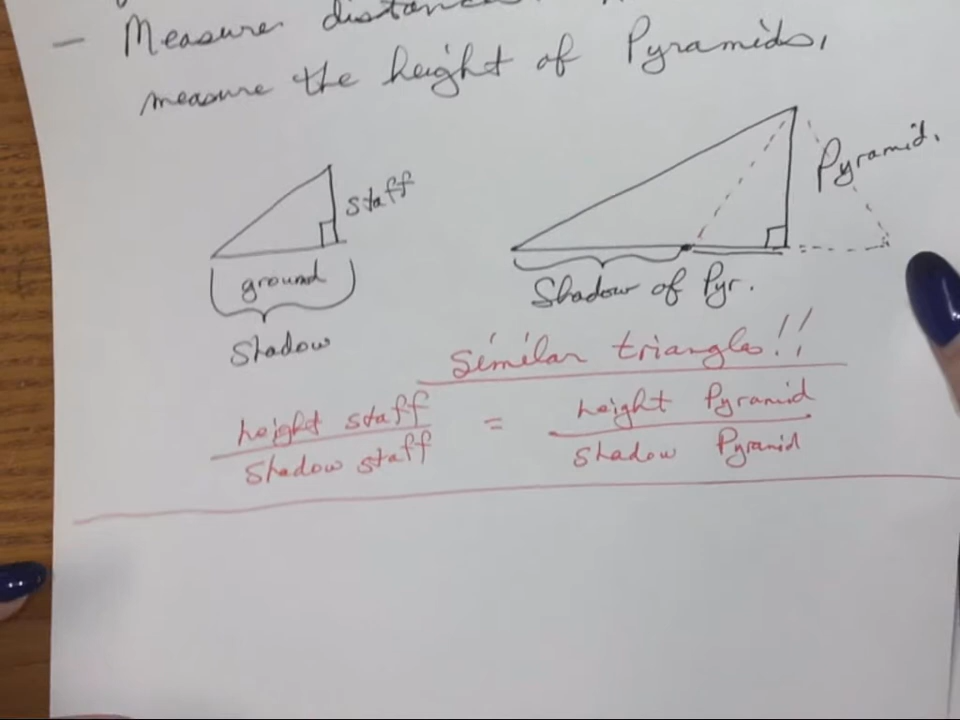 - Measure distance
measure the height of Pyramids,
staff
Pyramid.
ground
Shadow of Pyr.
Shadow
Similar triangles!!
height staff = height Pyramid
Shadow staff shadow Pyramid